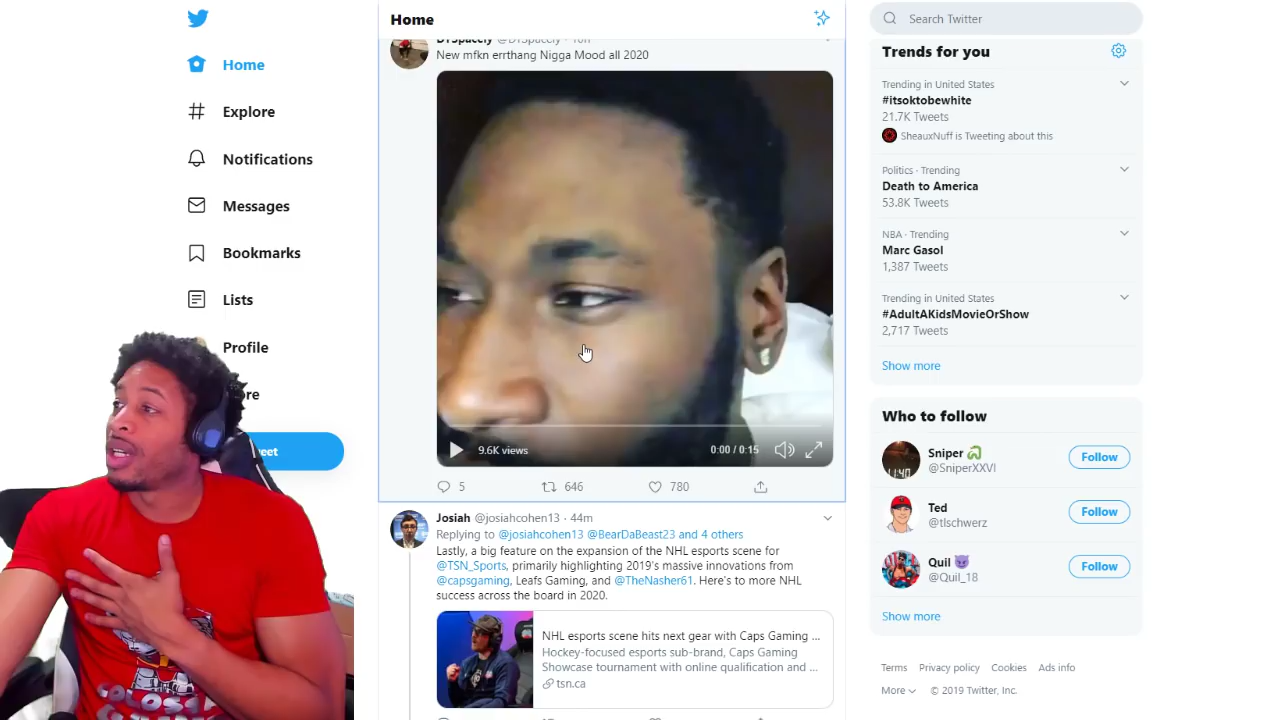 Home
Explore
Notifications
Messages
Bookmarks
Lists
Profile
Home
New mfkn errthang Nigga Mood all 2020
9.6K views
0:00 / 0:15
5
646
780
Josiah @josiahcohen13 · 44m
Replying to @josiahcohen13 @BearDaBeast23 and 4 others
Lastly, a big feature on the expansion of the NHL esports scene for
@TSN_Sports, primarily highlighting 2019's massive innovations from
@capsgaming, Leafs Gaming, and @TheNasher61. Here's to more NHL
success across the board in 2020.
NHL esports scene hits next gear with Caps Gaming ...
Hockey-focused esports sub-brand, Caps Gaming
Showcase tournament with online qualification and ...
tsn.ca
Search Twitter
Trends for you
Trending in United States
#itsoktobewhite
21.7K Tweets
SheauxNuff is Tweeting about this
Politics · Trending
Death to America
53.8K Tweets
NBA · Trending
Marc Gasol
1,387 Tweets
Trending in United States
#AdultAKidsMovieOrShow
2,717 Tweets
Show more
Who to follow
Sniper
@SniperXXVI
Follow
Ted
@tlschwerz
Follow
Quil
@Quil_18
Follow
Show more
Terms Privacy policy Cookies Ads info
More © 2019 Twitter, Inc.